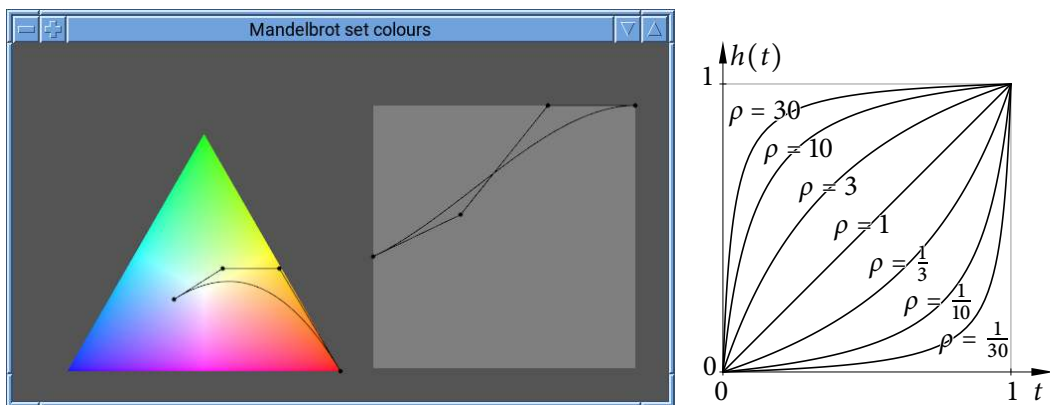 Mandelbrot set colours
h(t)
1
ρ = 30
ρ = 10
ρ = 3
ρ = 1
ρ = 1/3
ρ = 1/10
ρ = 1/30
0
0 1 t